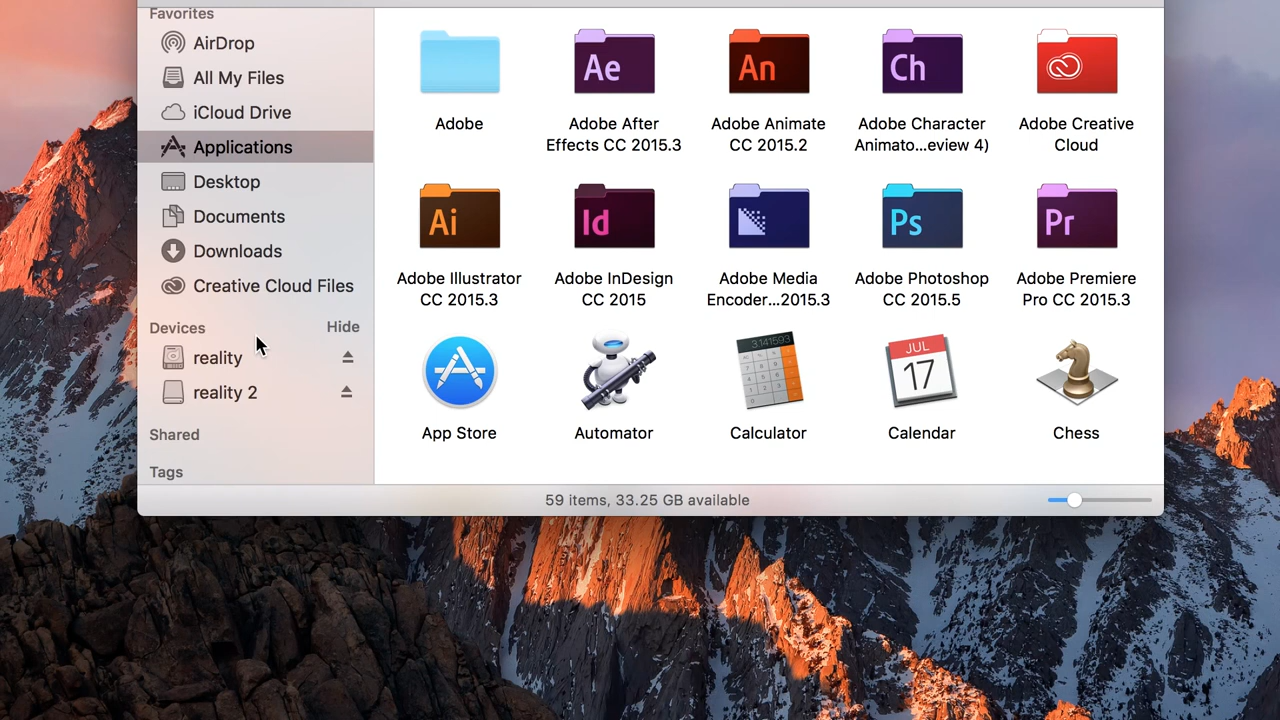 Favorites
AirDrop
All My Files
iCloud Drive
Applications
Desktop
Documents
Downloads
Creative Cloud Files
Devices Hide
reality
reality 2
Shared
Tags
Ae
An
Ch
Adobe
Adobe After
Effects CC 2015.3
Adobe Animate
CC 2015.2
Adobe Character
Animato...eview 4)
Adobe Creative
Cloud
Ai
Id
Ps
Pr
Adobe Illustrator
CC 2015.3
Adobe InDesign
CC 2015
Adobe Media
Encoder...2015.3
Adobe Photoshop
CC 2015.5
Adobe Premiere
Pro CC 2015.3
3.141593
JUL
17
App Store
Automator
Calculator
Calendar
Chess
59 items, 33.25 GB available